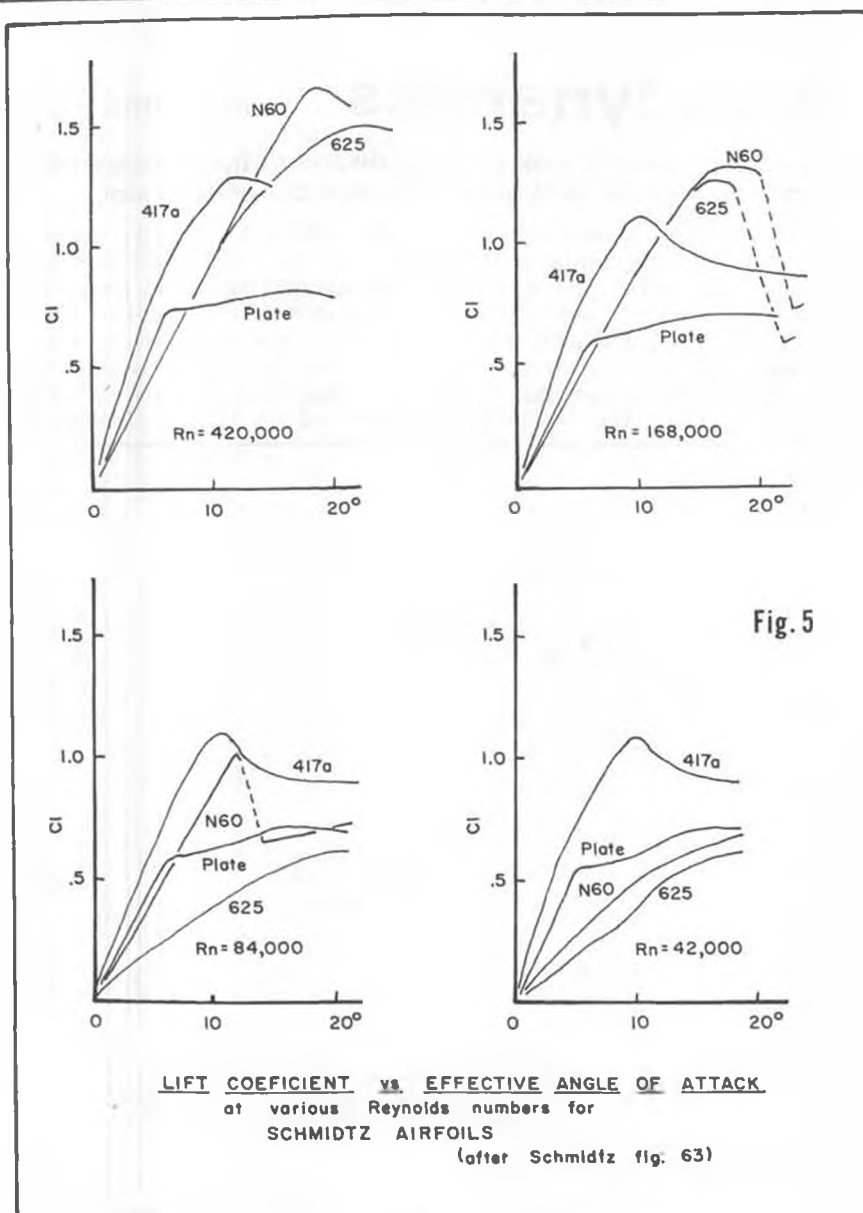 1.5
1.0
.5
Cl
N60
625
417a
Plate
Rn=420,000
0
10
20°
1.5
1.0
.5
Cl
N60
625
417a
Plate
Rn=168,000
0
10
20°
Fig. 5
1.5
1.0
.5
Cl
417a
N60
Plate
625
Rn=84,000
0
10
20°
1.5
1.0
.5
Cl
417a
Plate
N60
625
Rn=42,000
0
10
20°
LIFT COEFICIENT vs EFFECTIVE ANGLE OF ATTACK
at various Reynolds numbers for
SCHMIDTZ AIRFOILS
(after Schmidtz fig. 63)